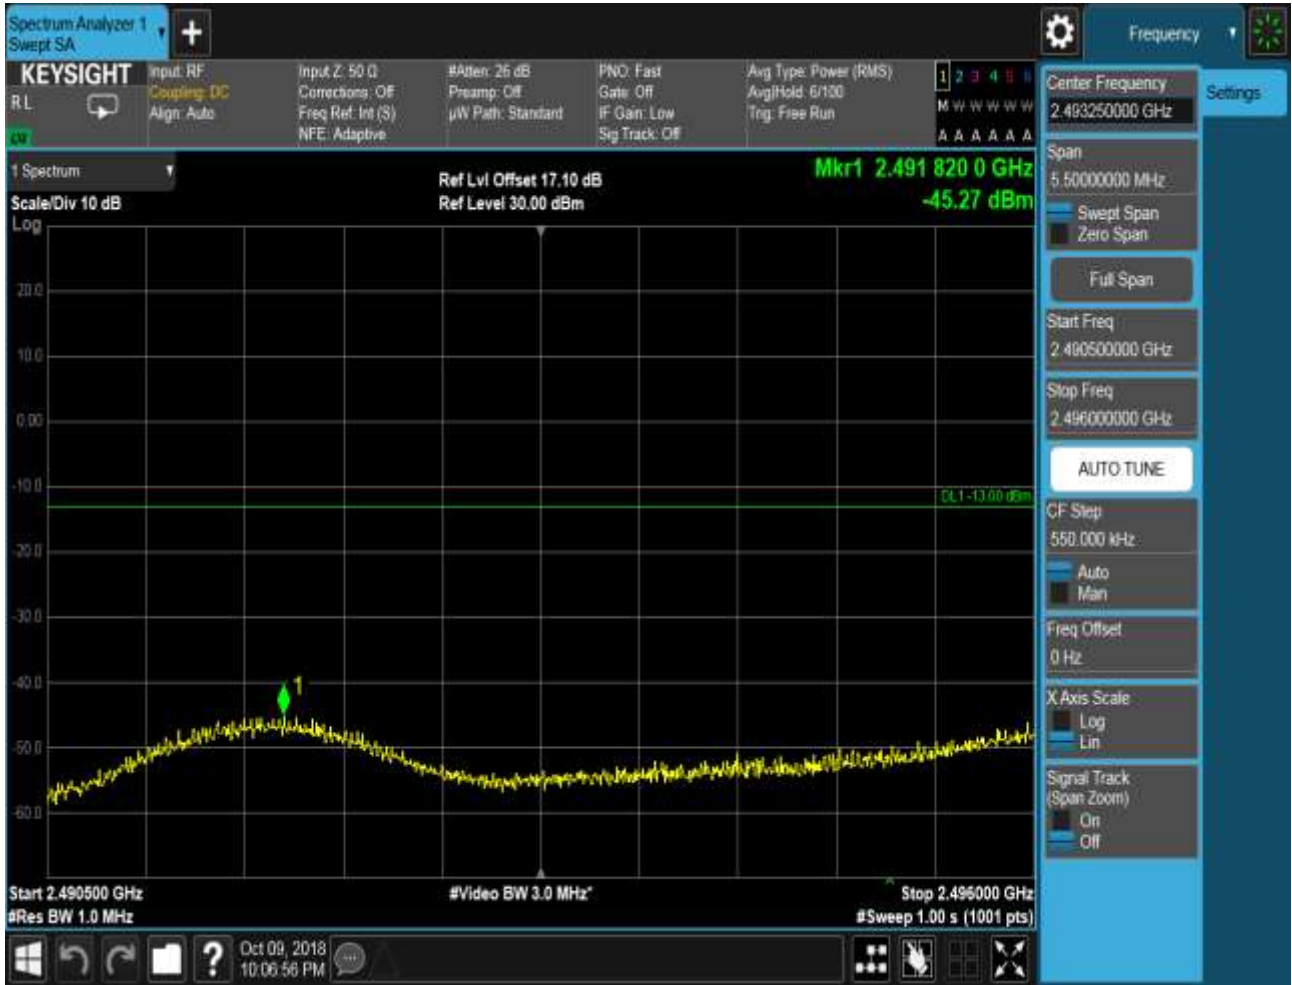 Spectrum Analyzer 1
Swept SA
+
Frequency
KEYSIGHT
RL
Input: RF
Coupling: DC
Align: Auto
Input Z: 50 Ω
Corrections: Off
Freq Ref: Int (S)
NFE: Adaptive
#Atten: 26 dB
Preamp: Off
µW Path: Standard
PNO: Fast
Gate: Off
IF Gain: Low
Sig Track: Off
Avg Type: Power (RMS)
Avg|Hold: 6/100
Trig: Free Run
1 2 3 4 5 6
M W W W W W
A A A A A A
1 Spectrum
Scale/Div 10 dB
Log
Ref Lvl Offset 17.10 dB
Ref Level 30.00 dBm
Mkr1 2.491 820 0 GHz
-45.27 dBm
20.0
10.0
0.00
-10.0
-20.0
-30.0
-40.0
-50.0
-60.0
DL1 -13.00 dBm
1
Start 2.490500 GHz
#Res BW 1.0 MHz
#Video BW 3.0 MHz*
Stop 2.496000 GHz
#Sweep 1.00 s (1001 pts)
Center Frequency
2.493250000 GHz
Settings
Span
5.50000000 MHz
Swept Span
Zero Span
Full Span
Start Freq
2.490500000 GHz
Stop Freq
2.496000000 GHz
AUTO TUNE
CF Step
550.000 kHz
Auto
Man
Freq Offset
0 Hz
X Axis Scale
Log
Lin
Signal Track
(Span Zoom)
On
Off
?
Oct 09, 2018
10:06:56 PM